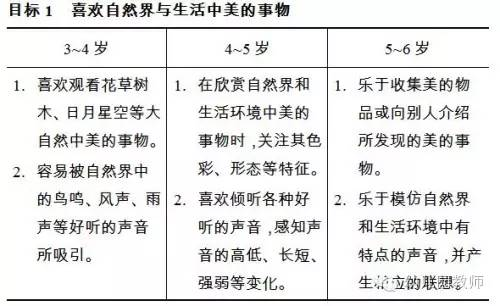 目标1 喜欢自然界与生活中美的事物
3~4 岁
4~5 岁
5~6 岁
1. 喜欢观看花草树
木、日月星空等大
自然中美的事物。
2. 容易被自然界中
的鸟鸣、风声、雨
声等好听的声音
所吸引。
1. 在欣赏自然界和
生活环境中美的
事物时,关注其色
彩、形态等特征。
2. 喜欢倾听各种好
听的声音,感知声
音的高低、长短、
强弱等变化。
1. 乐于收集美的物
品或向别人介绍
所发现的美的事
物。
2. 乐于模仿自然界
和生活环境中有
特点的声音,并产
生相应的联想。
教师